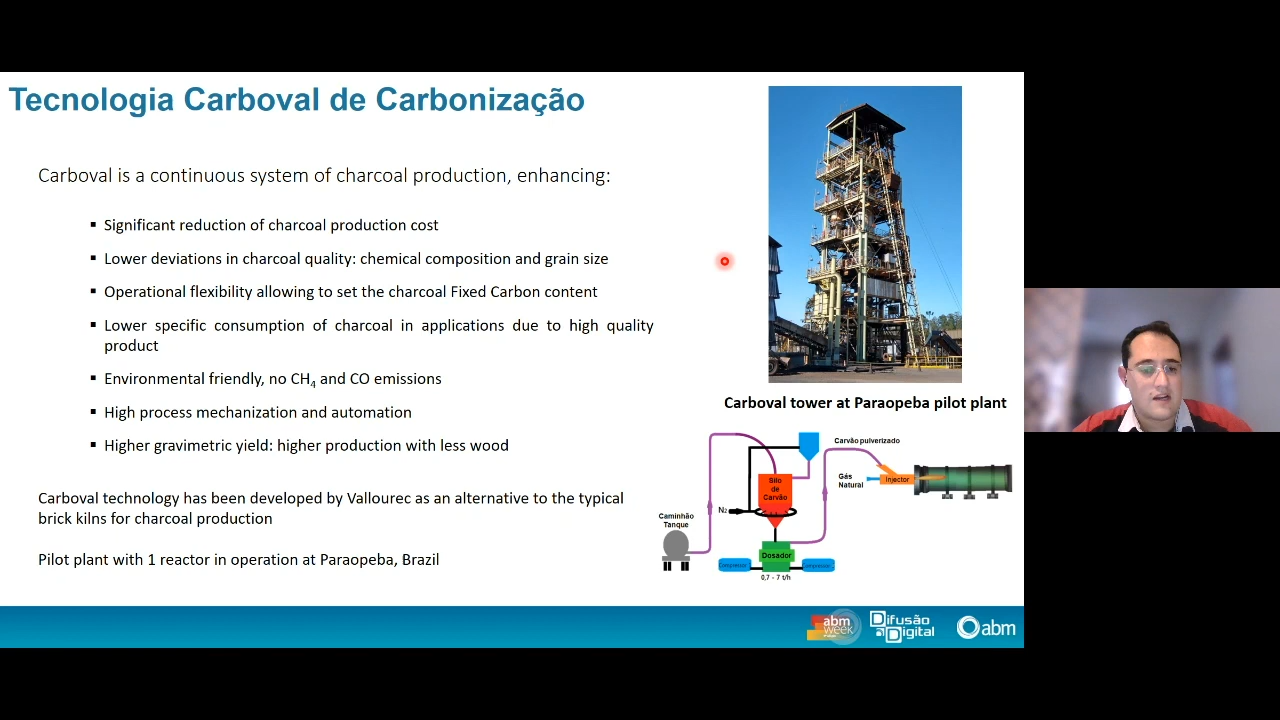 Tecnologia Carboval de Carbonização
Carboval is a continuous system of charcoal production, enhancing:
▪ Significant reduction of charcoal production cost
▪ Lower deviations in charcoal quality: chemical composition and grain size
▪ Operational flexibility allowing to set the charcoal Fixed Carbon content
▪ Lower specific consumption of charcoal in applications due to high quality
product
▪ Environmental friendly, no CH₄ and CO emissions
▪ High process mechanization and automation
▪ Higher gravimetric yield: higher production with less wood
Carboval technology has been developed by Vallourec as an alternative to the typical
brick kilns for charcoal production
Pilot plant with 1 reactor in operation at Paraopeba, Brazil
Carboval tower at Paraopeba pilot plant
Carvão pulverizado
Gás
Natural
Injector
Silo
de
Carvão
N₂
Caminhão
Tanque
Dosador
0,7 - 7 t/h
abm
week
Difusão
Digital
abm